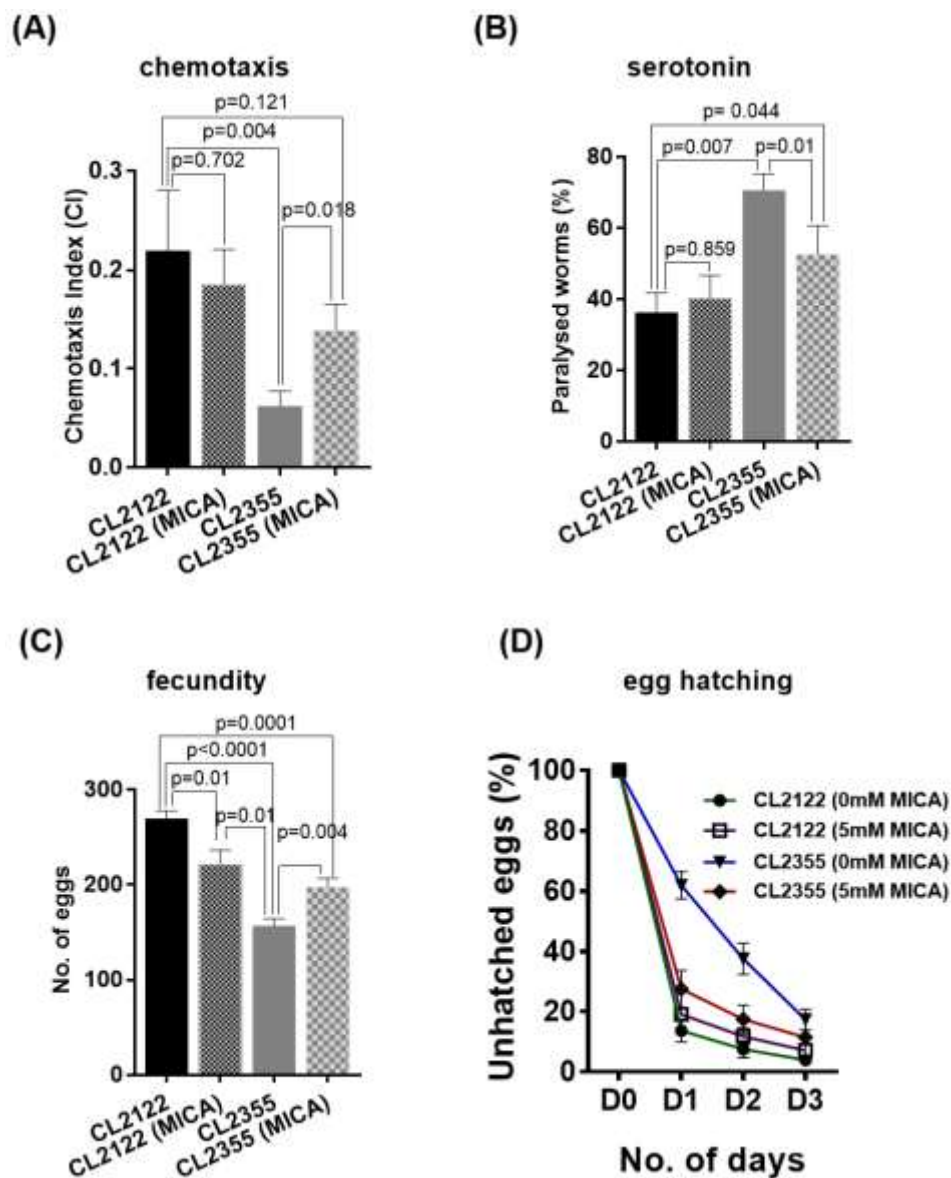 (A)
chemotaxis
p=0.121
p=0.004
p=0.702
p=0.018
Chemotaxis Index (CI)
0.3
0.2
0.1
0.0
CL2122
CL2122 (MICA)
CL2355
CL2355 (MICA)
(B)
serotonin
p= 0.044
p=0.007
p=0.01
p=0.859
Paralysed worms (%)
80
60
40
20
0
CL2122
CL2122 (MICA)
CL2355
CL2355 (MICA)
(C)
fecundity
p=0.0001
p<0.0001
p=0.01
p=0.01
p=0.004
No. of eggs
300
200
100
0
CL2122
CL2122 (MICA)
CL2355
CL2355 (MICA)
(D)
egg hatching
Unhatched eggs (%)
100
80
60
40
20
0
CL2122 (0mM MICA)
CL2122 (5mM MICA)
CL2355 (0mM MICA)
CL2355 (5mM MICA)
D0 D1 D2 D3
No. of days